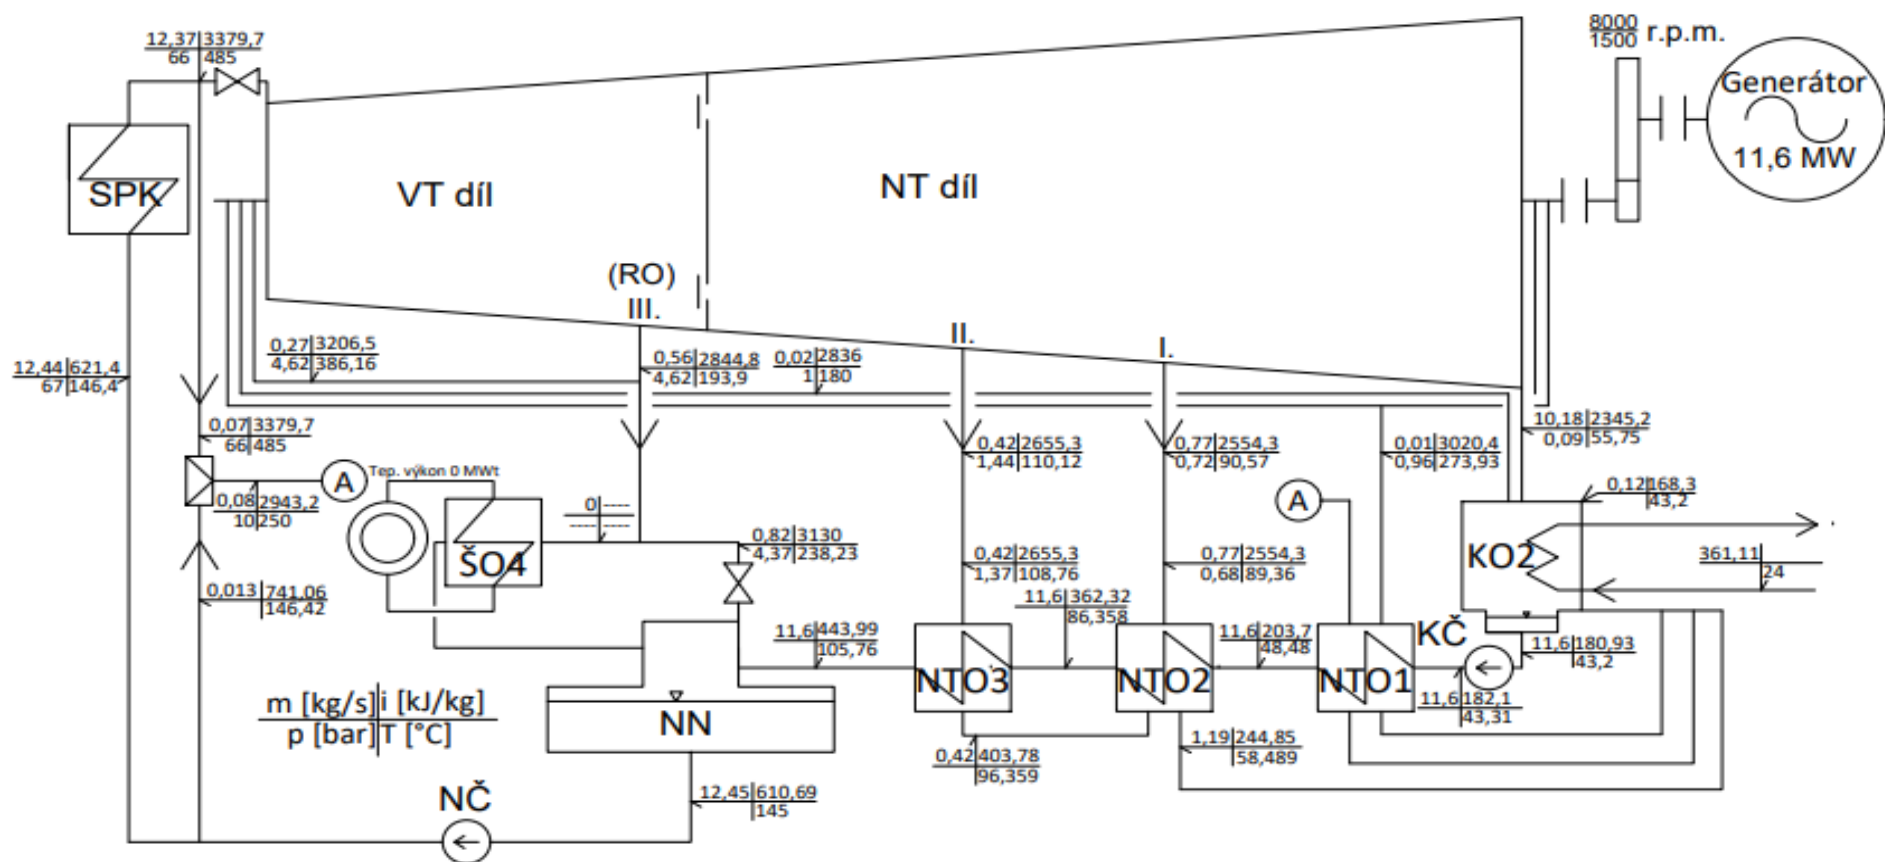 12,37 3379,7
66 485
8000
1500 r.p.m.
Generátor
11,6 MW
SPK
VT díl
NT díl
(RO)
III.
II.
I.
12,44 621,4
67 146,4
0,27 3206,5
4,62 386,16
0,56 2844,8
4,62 193,9
0,02 2836
1 180
0,07 3379,7
66 485
0,42 2655,3
1,44 110,12
0,77 2554,3
0,72 90,57
0,01 3020,4
0,96 273,93
10,18 2345,2
0,09 55,75
A
Tep. výkon 0 MWt
0,08 2943,2
10 250
0 ----
---- ----
A
0,12 168,3
43,2
ŠO4
0,82 3130
4,37 238,23
0,42 2655,3
1,37 108,76
0,77 2554,3
0,68 89,36
KO2
361,11
24
0,013 741,06
146,42
11,6 362,32
86,358
11,6 443,99
105,76
11,6 203,7
48,48
KČ
11,6 180,93
43,2
NTO3
NTO2
NTO1
11,6 182,1
43,31
m [kg/s] i [kJ/kg]
p [bar] T [°C]
NN
0,42 403,78
96,359
1,19 244,85
58,489
NČ
12,45 610,69
145